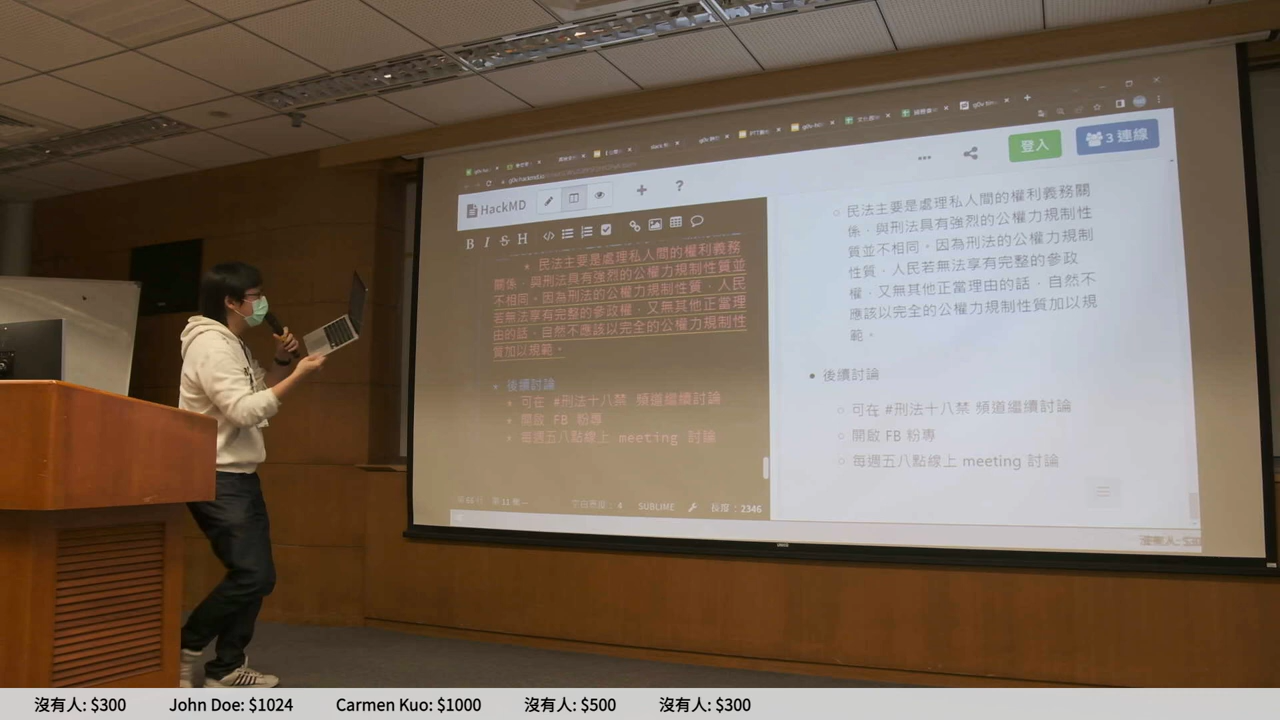 HackMD
登入
3 連線
B I S H
民法主要是處理私人間的權利義務
關係，與刑法具有強烈的公權力規制性質並
不相同。因為刑法的公權力規制性質，人民
若無法享有完整的參政權，又無其他正當理
由的話，自然不應該以完全的公權力規制性
質加以規範。
後續討論
可在 #刑法十八禁 頻道繼續討論
開啟 FB 粉專
每週五八點線上 meeting 討論
SUBLIME
長度：2346
民法主要是處理私人間的權利義務關
係，與刑法具有強烈的公權力規制性
質並不相同。因為刑法的公權力規制
性質，人民若無法享有完整的參政
權，又無其他正當理由的話，自然不
應該以完全的公權力規制性質加以規
範。
後續討論
可在 #刑法十八禁 頻道繼續討論
開啟 FB 粉專
每週五八點線上 meeting 討論
沒有人: $300 John Doe: $1024 Carmen Kuo: $1000 沒有人: $500 沒有人: $300